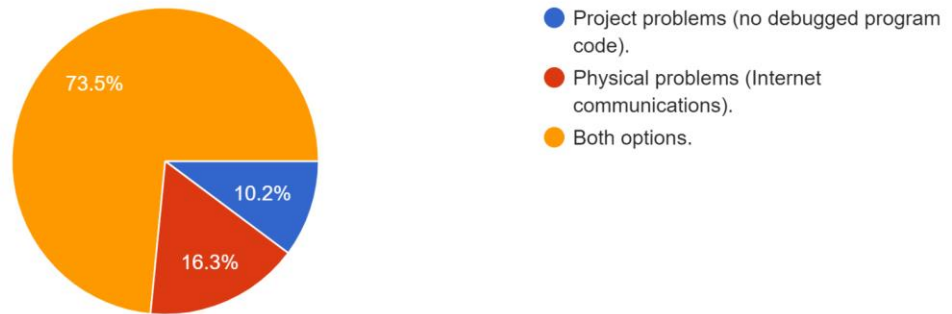 Project problems (no debugged program
code).
Physical problems (Internet
communications).
Both options.
73.5%
10.2%
16.3%